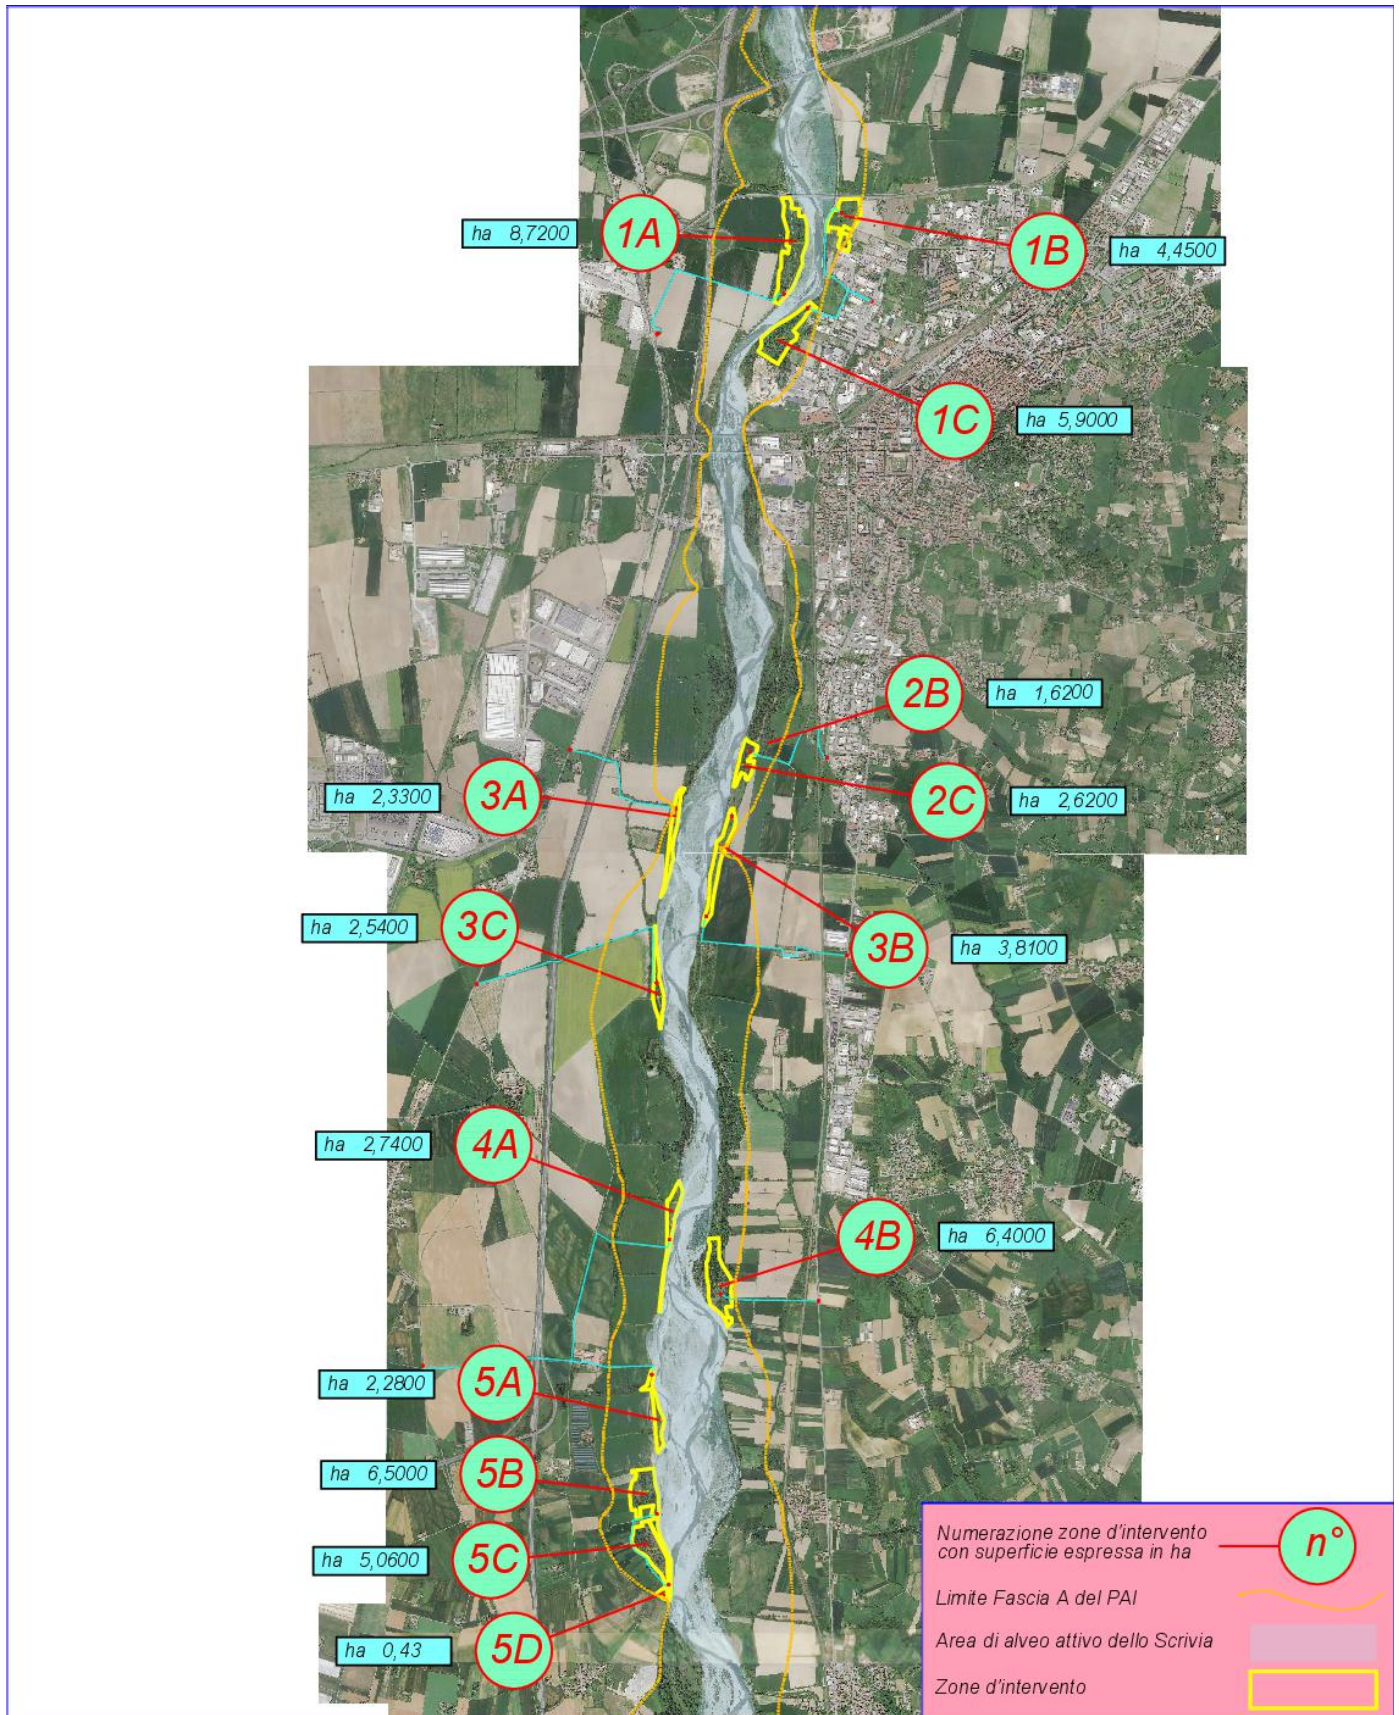 ha 8,7200
1A
1B
ha 4,4500
1C
ha 5,9000
2B
ha 1,6200
ha 2,3300
3A
2C
ha 2,6200
ha 2,5400
3C
3B
ha 3,8100
ha 2,7400
4A
4B
ha 6,4000
ha 2,2800
5A
ha 6,5000
5B
ha 5,0600
5C
ha 0,43
5D
Numerazione zone d'intervento
con superficie espressa in ha
n°
Limite Fascia A del PAI
Area di alveo attivo dello Scrivia
Zone d'intervento